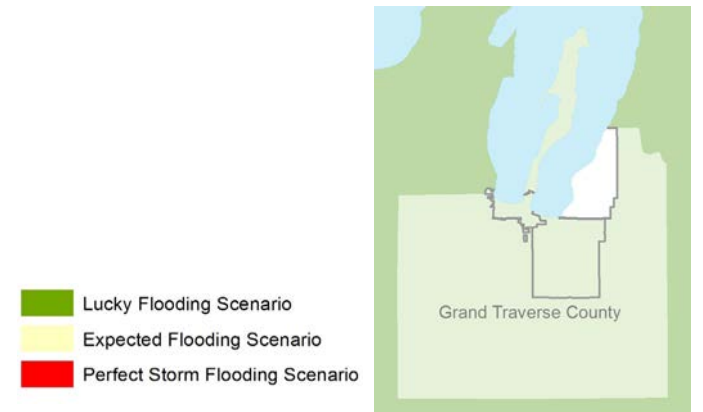 Lucky Flooding Scenario
Expected Flooding Scenario
Perfect Storm Flooding Scenario
Grand Traverse County